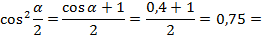 cos² α/2 = (cos α + 1)/2 = (0,4 + 1)/2 = 0,75 =